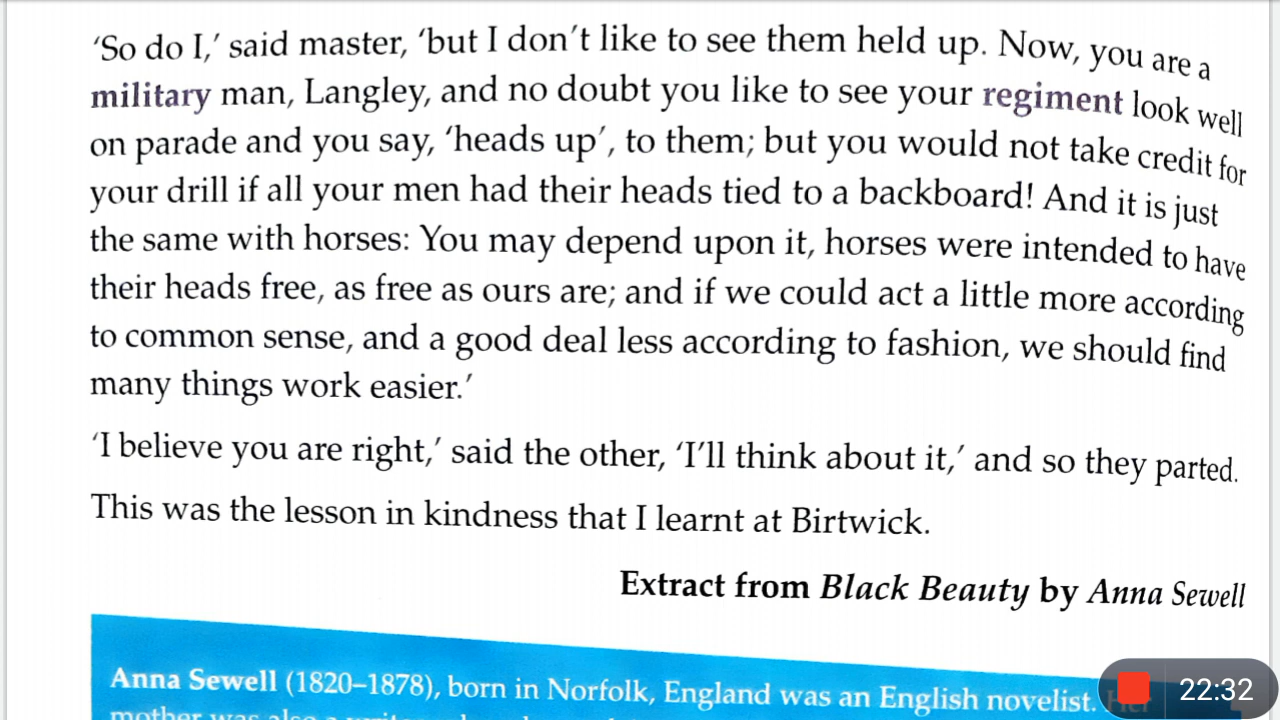 ‘So do I,’ said master, ‘but I don’t like to see them held up. Now, you are a
military man, Langley, and no doubt you like to see your regiment look well
on parade and you say, ‘heads up’, to them; but you would not take credit for
your drill if all your men had their heads tied to a backboard! And it is just
the same with horses: You may depend upon it, horses were intended to have
their heads free, as free as ours are; and if we could act a little more according
to common sense, and a good deal less according to fashion, we should find
many things work easier.’
‘I believe you are right,’ said the other, ‘I’ll think about it,’ and so they parted.
This was the lesson in kindness that I learnt at Birtwick.
Extract from Black Beauty by Anna Sewell
Anna Sewell (1820–1878), born in Norfolk, England was an English novelist. Her
mother was also a
22:32